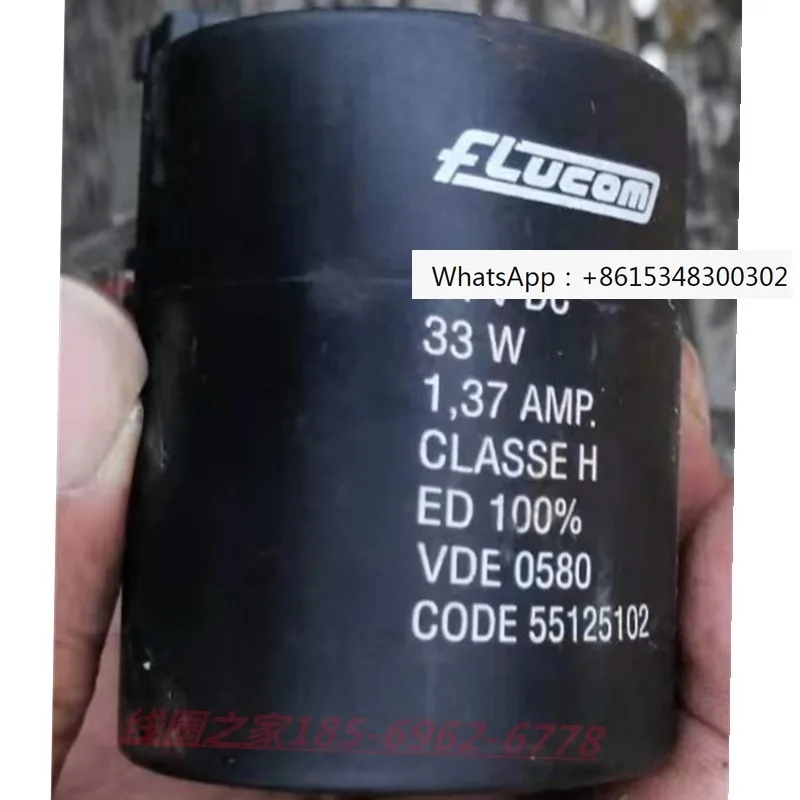 FLUCOM
WhatsApp：+8615348300302
V DC
33 W
1,37 AMP.
CLASSE H
ED 100%
VDE 0580
CODE 55125102
线圈之家185-6962-6778